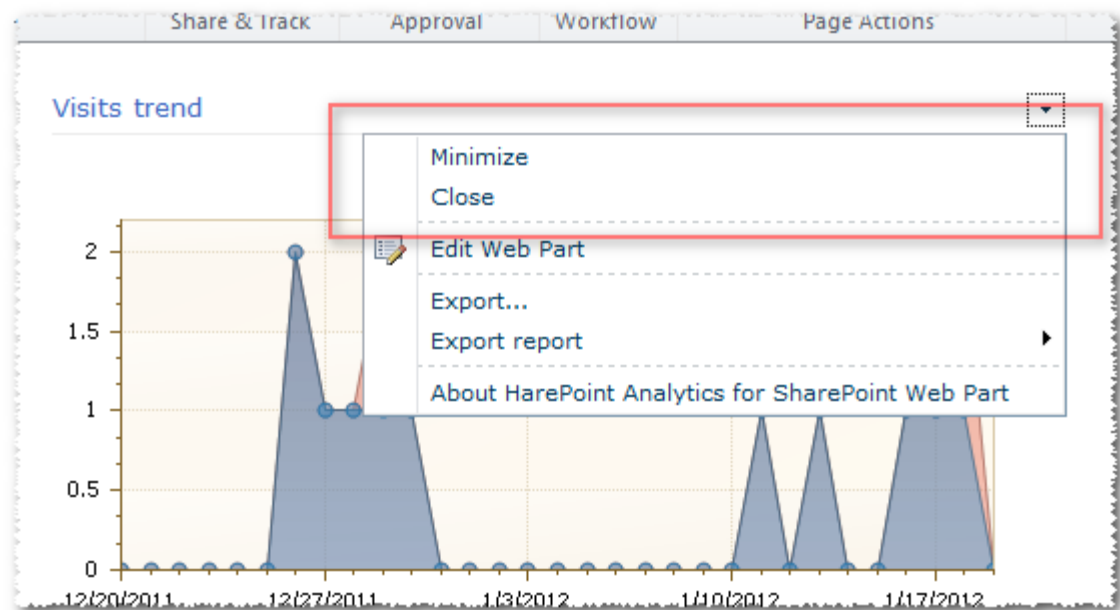 Share & Track Approval Workflow Page Actions
Visits trend
Minimize
Close
Edit Web Part
Export...
Export report
About HarePoint Analytics for SharePoint Web Part
2
1.5
1
0.5
0
12/20/2011 12/27/2011 1/3/2012 1/10/2012 1/17/2012